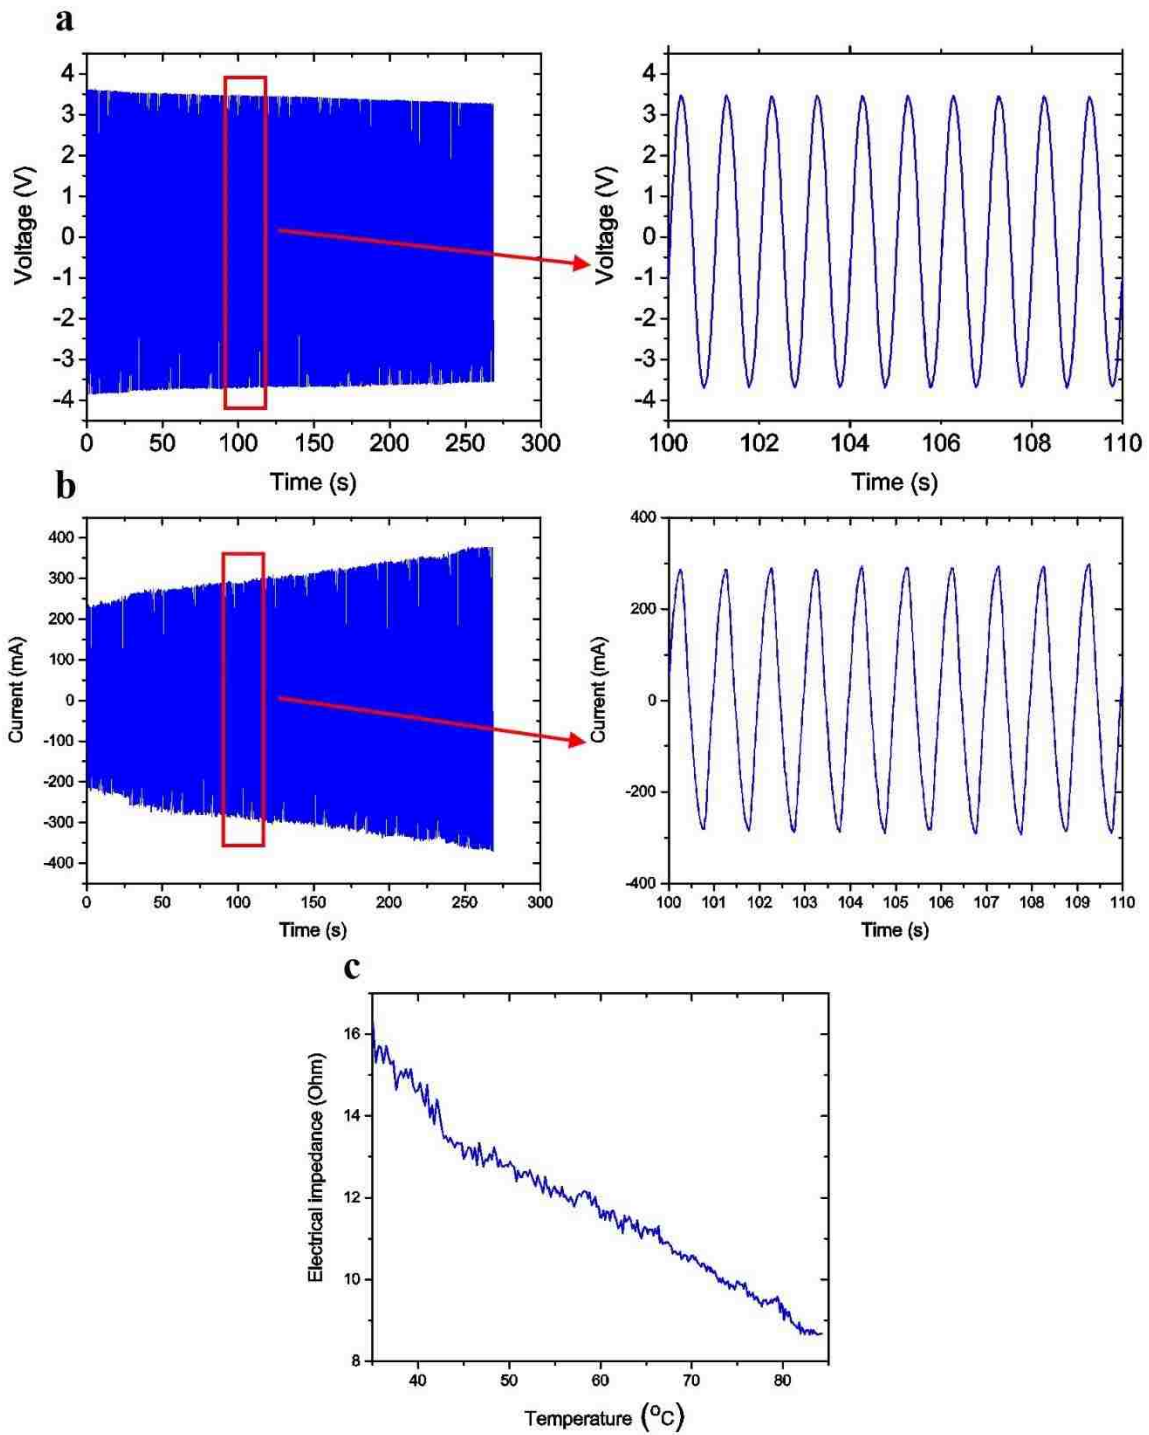 a
4
3
2
1
0
-1
-2
-3
-4
Voltage (V)
0 50 100 150 200 250 300
Time (s)
4
3
2
1
0
-1
-2
-3
-4
Voltage (V)
100 102 104 106 108 110
Time (s)
b
400
300
200
100
0
-100
-200
-300
-400
Current (mA)
0 50 100 150 200 250 300
Time (s)
400
200
0
-200
-400
Current (mA)
100 101 102 103 104 105 106 107 108 109 110
Time (s)
c
16
14
12
10
8
Electrical impedance (Ohm)
40 50 60 70 80
Temperature (°C)